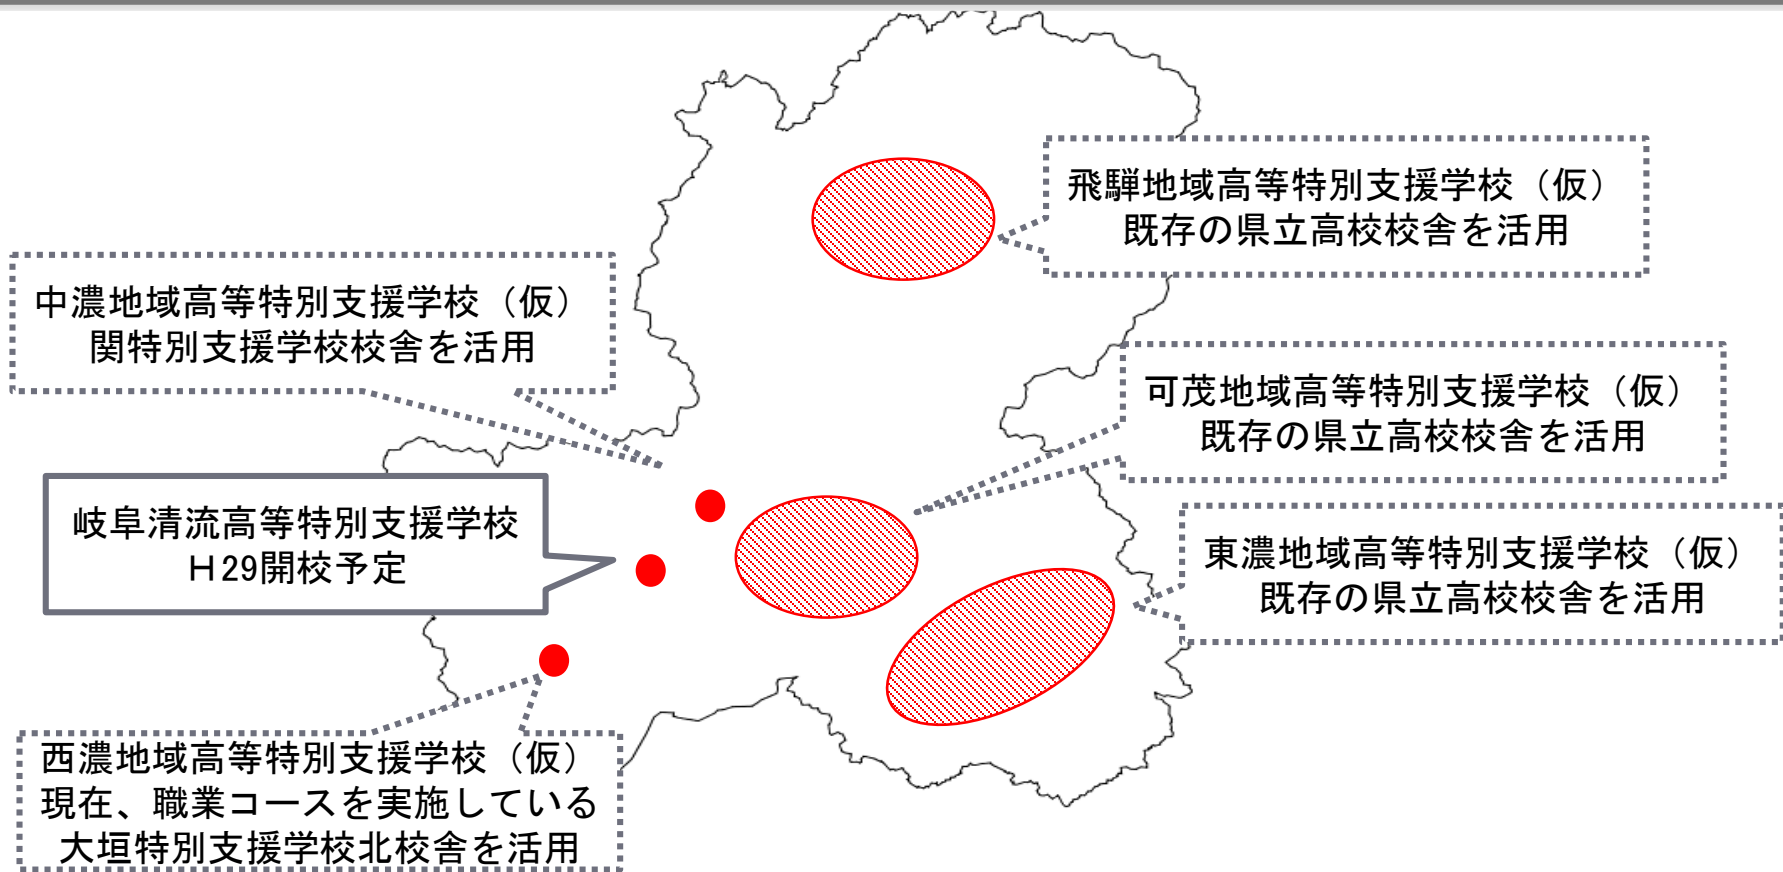 飛騨地域高等特別支援学校（仮）
既存の県立高校校舎を活用
中濃地域高等特別支援学校（仮）
関特別支援学校校舎を活用
可茂地域高等特別支援学校（仮）
既存の県立高校校舎を活用
岐阜清流高等特別支援学校
Ｈ29開校予定
東濃地域高等特別支援学校（仮）
既存の県立高校校舎を活用
西濃地域高等特別支援学校（仮）
現在、職業コースを実施している
大垣特別支援学校北校舎を活用